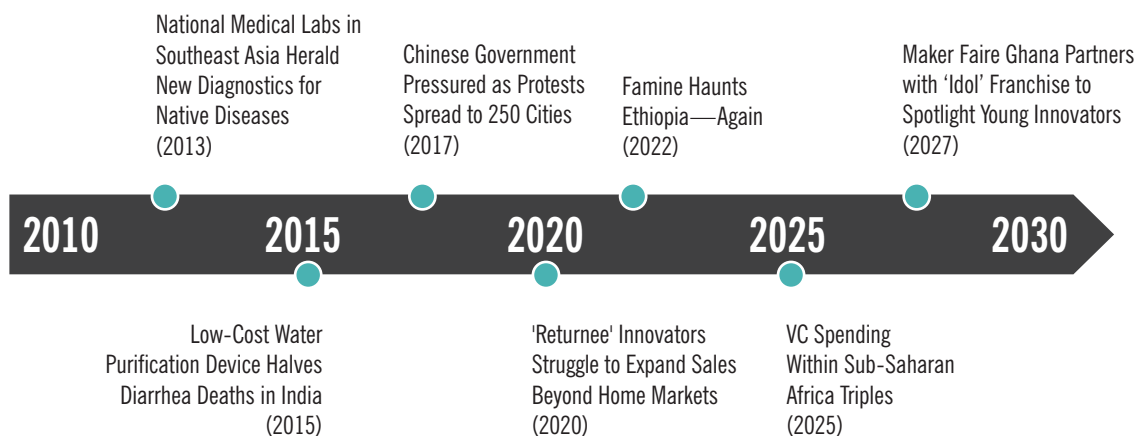 National Medical Labs in
Southeast Asia Herald
New Diagnostics for
Native Diseases
(2013)
Chinese Government
Pressured as Protests
Spread to 250 Cities
(2017)
Famine Haunts
Ethiopia—Again
(2022)
Maker Faire Ghana Partners
with ‘Idol’ Franchise to
Spotlight Young Innovators
(2027)
2010 2015 2020 2025 2030
Low-Cost Water
Purification Device Halves
Diarrhea Deaths in India
(2015)
'Returnee' Innovators
Struggle to Expand Sales
Beyond Home Markets
(2020)
VC Spending
Within Sub-Saharan
Africa Triples
(2025)